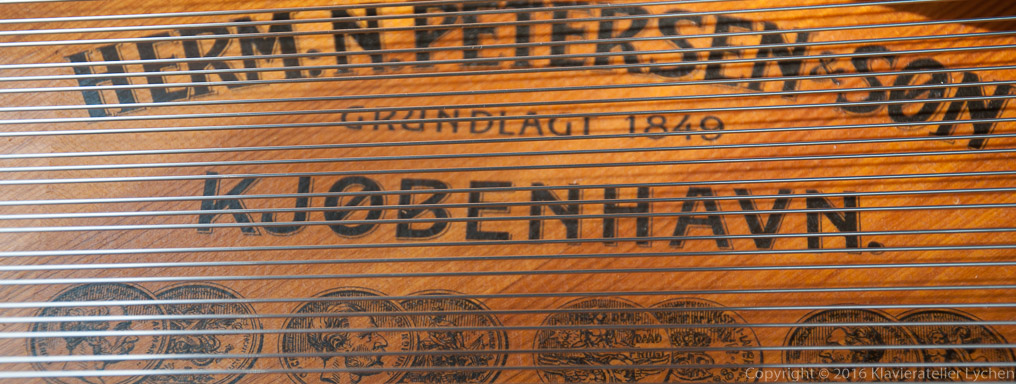 HERM. N. PETERSEN & SØN
GRUNDLAGT 1849
KJØBENHAVN.
Copyright © 2016 Klavieratelier Lychen